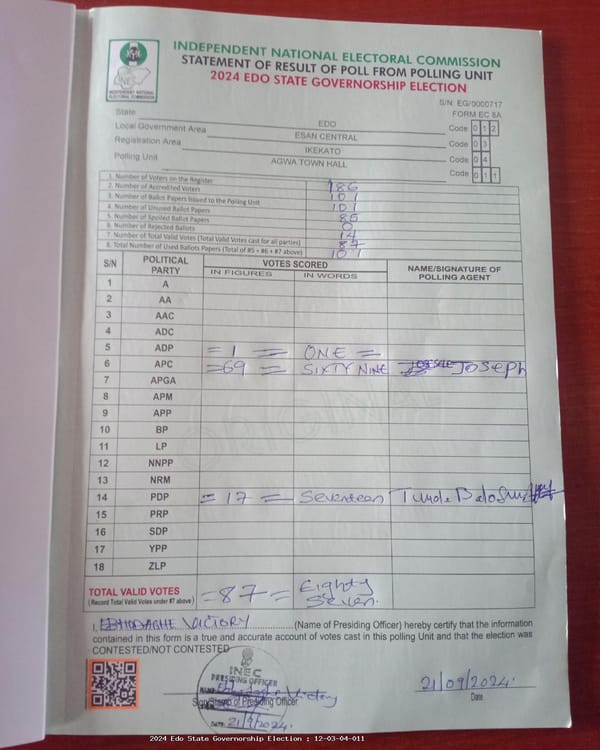 INDEPENDENT NATIONAL ELECTORAL COMMISSION
STATEMENT OF RESULT OF POLL FROM POLLING UNIT
2024 EDO STATE GOVERNORSHIP ELECTION
INEC
INDEPENDENT NATIONAL ELECTORAL COMMISSION
S/N: EG/0000717
FORM EC 8A
State EDO Code 0 1 2
Local Government Area ESAN CENTRAL Code 0 3
Registration Area IKEKATO Code 0 4
Polling Unit AGWA TOWN HALL Code 0 1 1
1. Number of Voters on the Register 186
2. Number of Accredited Voters 101
3. Number of Ballot Papers Issued to the Polling Unit 101
4. Number of Unused Ballot Papers 85
5. Number of Spoiled Ballot Papers 0
6. Number of Rejected Ballots 14
7. Number of Total Valid Votes (Total Valid Votes cast for all parties) 87
8. Total Number of Used Ballots Papers (Total of #5 + #6 + #7 above) 101
S/N POLITICAL PARTY VOTES SCORED NAME/SIGNATURE OF POLLING AGENT
IN FIGURES IN WORDS
1 A
2 AA
3 AAC
4 ADC
5 ADP =1= ONE =
6 APC =69= SIXTY NINE JOSEPH
7 APGA
8 APM
9 APP
10 BP
11 LP
12 NNPP
13 NRM
14 PDP =17= Seventeen
15 PRP
16 SDP
17 YPP
18 ZLP
TOTAL VALID VOTES =87= Eighty Seven.
(Record Total Valid Votes under #7 above)
I, VICTORY (Name of Presiding Officer) hereby certify that the information
contained in this form is a true and accurate account of votes cast in this polling Unit and that the election was
CONTESTED/NOT CONTESTED
INEC
PRESIDING OFFICER
NAME: Victory
Sign/Stamp of Presiding Officer
DATE: 21/9/2024.
21/09/2024.
Date
2024 Edo State Governorship Election : 12-03-04-011